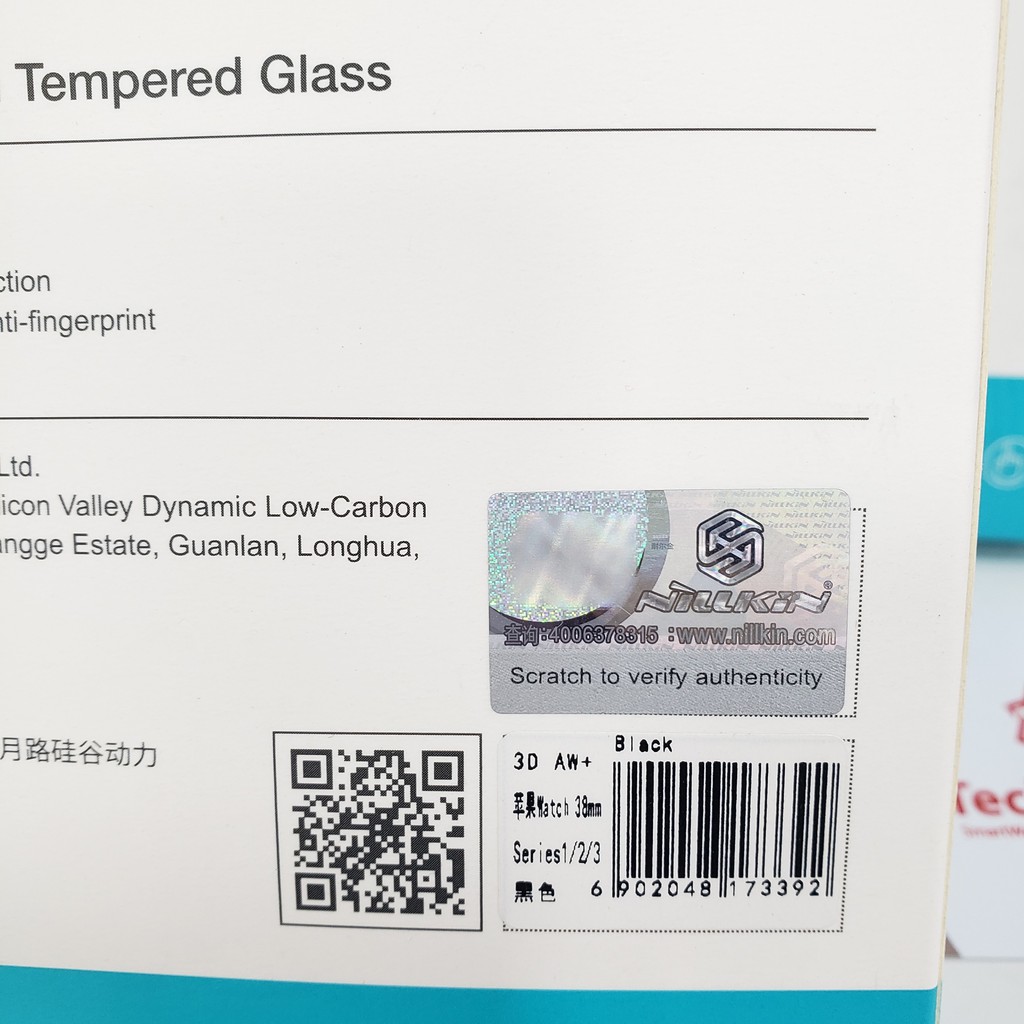 Tempered Glass
ction
nti-fingerprint
Ltd.
licon Valley Dynamic Low-Carbon
angge Estate, Guanlan, Longhua,
NILLKIN®
查询:4006378315 :www.nillkin.com
Scratch to verify authenticity
月路硅谷动力
Black
3D AW+
苹果Watch 38mm
Series1/2/3
黑色
6 902048 173392
Tec